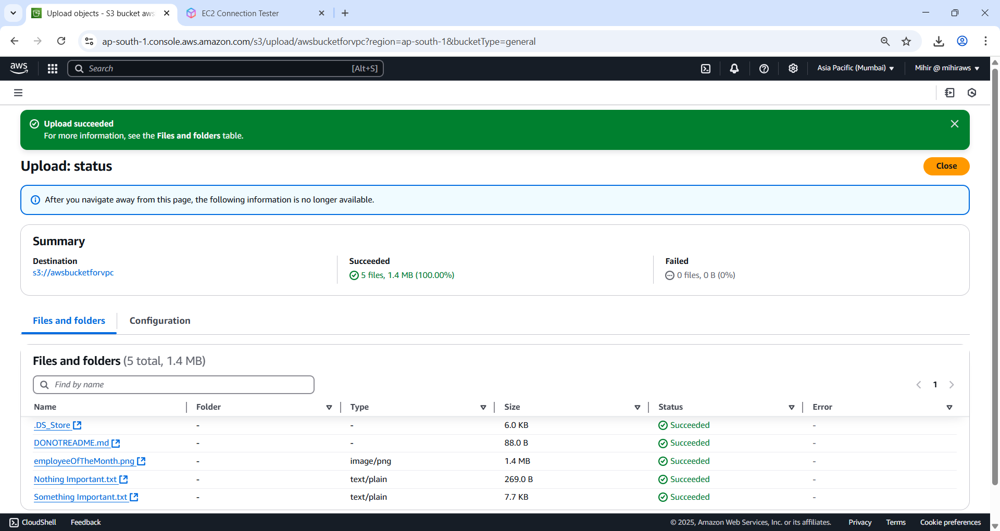 Upload objects - S3 bucket aws
EC2 Connection Tester
ap-south-1.console.aws.amazon.com/s3/upload/awsbucketforvpc?region=ap-south-1&bucketType=general
aws
Search
[Alt+S]
Asia Pacific (Mumbai)
Mihir @ mihiraws
Upload succeeded
For more information, see the Files and folders table.
Upload: status
Close
After you navigate away from this page, the following information is no longer available.
Summary
Destination
s3://awsbucketforvpc
Succeeded
5 files, 1.4 MB (100.00%)
Failed
0 files, 0 B (0%)
Files and folders
Configuration
Files and folders (5 total, 1.4 MB)
Find by name
1
Name Folder Type Size Status Error
.DS_Store - - 6.0 KB Succeeded -
DONOTREADME.md - - 88.0 B Succeeded -
employeeOfTheMonth.png - image/png 1.4 MB Succeeded -
Nothing Important.txt - text/plain 269.0 B Succeeded -
Something Important.txt - text/plain 7.7 KB Succeeded -
CloudShell Feedback © 2025, Amazon Web Services, Inc. or its affiliates. Privacy Terms Cookie preferences